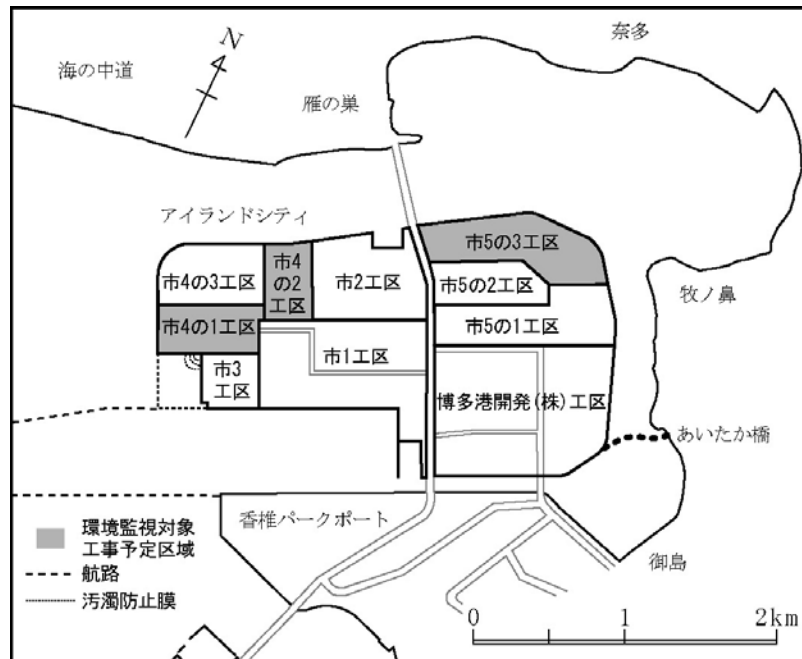 奈多
N
海の中道
雁の巣
アイランドシティ
市5の3工区
市4
の2
工区
市4の3工区
市2工区
市5の2工区
牧ノ鼻
市4の1工区
市5の1工区
市1工区
市3
工区
博多港開発(株)工区
あいたか橋
香椎パークポート
環境監視対象
工事予定区域
航路
汚濁防止膜
御島
0 1 2km